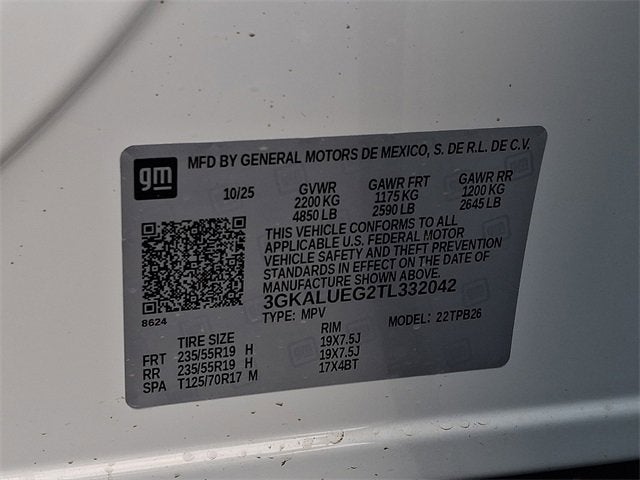 gm
MFD BY GENERAL MOTORS DE MEXICO, S. DE R.L. DE C.V.
10/25 GVWR GAWR FRT GAWR RR
2200 KG 1175 KG 1200 KG
4850 LB 2590 LB 2645 LB
THIS VEHICLE CONFORMS TO ALL
APPLICABLE U.S. FEDERAL MOTOR
VEHICLE SAFETY AND THEFT PREVENTION
STANDARDS IN EFFECT ON THE DATE OF
MANUFACTURE SHOWN ABOVE.
3GKALUEG2TL332042
8624
TYPE: MPV MODEL: 22TPB26
TIRE SIZE RIM
FRT 235/55R19 H 19X7.5J
RR 235/55R19 H 19X7.5J
SPA T125/70R17 M 17X4BT